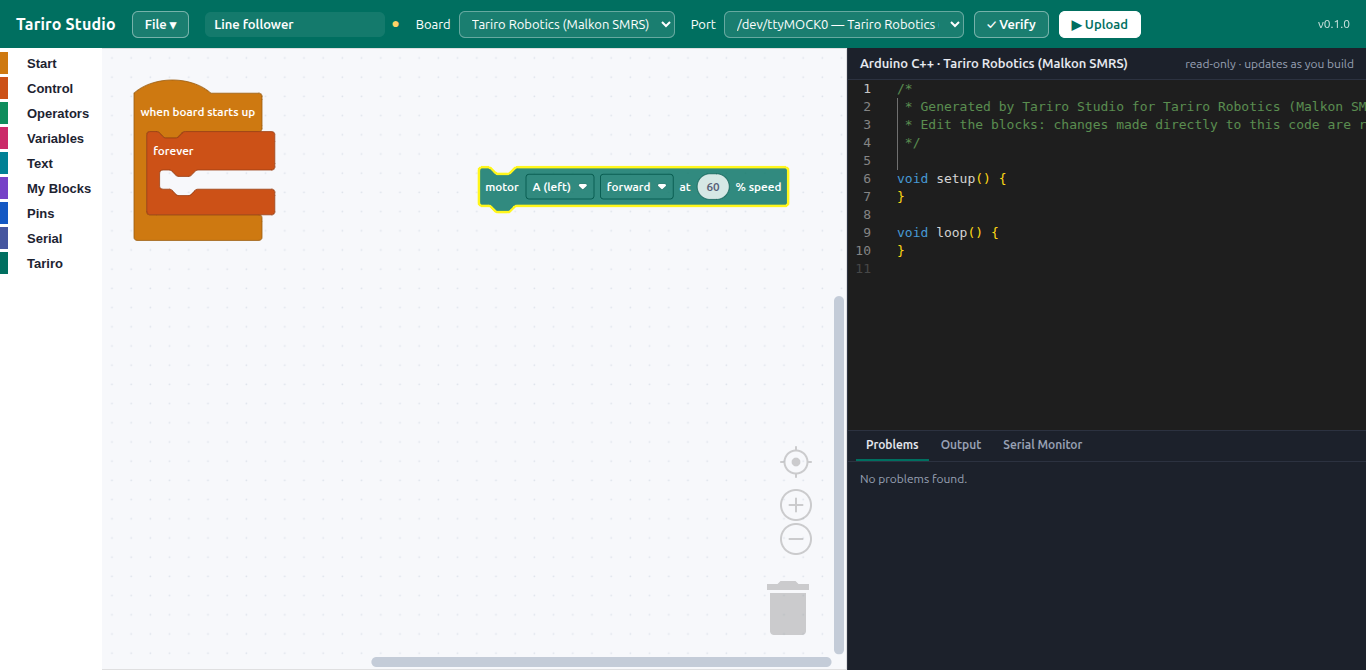 Tariro Studio File ▾ Line follower Board Tariro Robotics (Malkon SMRS) Port /dev/ttyMOCK0 — Tariro Robotics ✓ Verify ▶ Upload v0.1.0
Start
Control
Operators
Variables
Text
My Blocks
Pins
Serial
Tariro
when board starts up
forever
motor A (left) forward at 60 % speed
Arduino C++ · Tariro Robotics (Malkon SMRS) read-only · updates as you build
1 /*
2 * Generated by Tariro Studio for Tariro Robotics (Malkon SM
3 * Edit the blocks: changes made directly to this code are r
4 */
5
6 void setup() {
7 }
8
9 void loop() {
10 }
11
Problems Output Serial Monitor
No problems found.